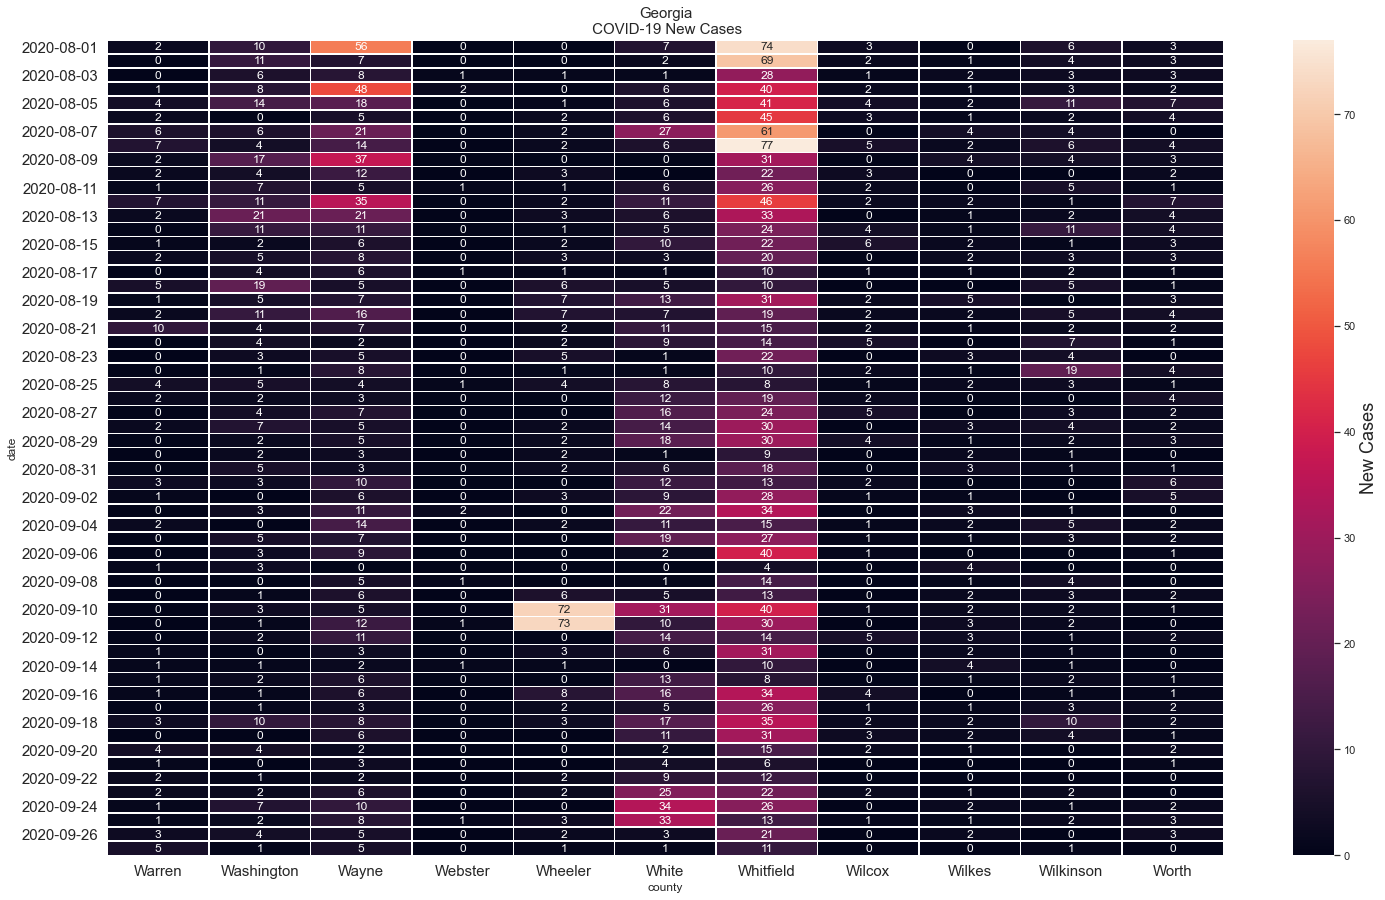 Georgia
COVID-19 New Cases
2020-08-01 2 10 56 0 0 7 74 3 0 6 3
0 11 7 0 0 2 69 2 1 4 3
2020-08-03 0 6 8 1 1 1 28 1 2 3 3
1 8 48 2 0 6 40 2 1 3 2
2020-08-05 4 14 18 0 1 6 41 4 2 11 7
2 0 5 0 2 6 45 3 1 2 4
2020-08-07 6 6 21 0 2 27 61 0 4 4 0
7 4 14 0 2 6 77 5 2 6 4
2020-08-09 2 17 37 0 0 0 31 0 4 4 3
2 4 12 0 3 0 22 3 0 0 2
2020-08-11 1 7 5 1 1 6 26 2 0 5 1
7 11 35 0 2 11 46 2 2 1 7
2020-08-13 2 21 21 0 3 6 33 0 1 2 4
0 11 11 0 1 5 24 4 1 11 4
2020-08-15 1 2 6 0 2 10 22 6 2 1 3
2 5 8 0 3 3 20 0 2 3 3
2020-08-17 0 4 6 1 1 1 10 1 1 2 1
5 19 5 0 6 5 10 0 0 5 1
2020-08-19 1 5 7 0 7 13 31 2 5 0 3
2 11 16 0 7 7 19 2 2 5 4
2020-08-21 10 4 7 0 2 11 15 2 1 2 2
0 4 2 0 2 9 14 5 0 7 1
2020-08-23 0 3 5 0 5 1 22 0 3 4 0
0 1 8 0 1 1 10 2 1 19 4
2020-08-25 4 5 4 1 4 8 8 1 2 3 1
2 2 3 0 0 12 19 2 0 0 4
2020-08-27 0 4 7 0 0 16 24 5 0 3 2
2 7 5 0 2 14 30 0 3 4 2
2020-08-29 0 2 5 0 2 18 30 4 1 2 3
0 2 3 0 2 1 9 0 2 1 0
2020-08-31 0 5 3 0 2 6 18 0 3 1 1
3 3 10 0 0 12 13 2 0 0 6
2020-09-02 1 0 6 0 3 9 28 1 1 0 5
0 3 11 2 0 22 34 0 3 1 0
2020-09-04 2 0 14 0 2 11 15 1 2 5 2
0 5 7 0 0 19 27 1 1 3 2
2020-09-06 0 3 9 0 0 2 40 1 0 0 1
1 3 0 0 0 0 4 0 4 0 0
2020-09-08 0 0 5 1 0 1 14 0 1 4 0
0 1 6 0 6 5 13 0 2 3 2
2020-09-10 0 3 5 0 72 31 40 1 2 2 1
0 1 12 1 73 10 30 0 3 2 0
2020-09-12 0 2 11 0 0 14 14 5 3 1 2
1 0 3 0 3 6 31 0 2 1 0
2020-09-14 1 1 2 1 1 0 10 0 4 1 0
1 2 6 0 0 13 8 0 1 2 1
2020-09-16 1 1 6 0 8 16 34 4 0 1 1
0 1 3 0 2 5 26 1 1 3 2
2020-09-18 3 10 8 0 3 17 35 2 2 10 2
0 0 6 0 0 11 31 3 2 4 1
2020-09-20 4 4 2 0 0 2 15 2 1 0 2
1 0 3 0 0 4 6 0 0 0 1
2020-09-22 2 1 2 0 2 9 12 0 0 0 0
2 2 6 0 0 25 22 2 1 2 0
2020-09-24 1 7 10 0 0 34 26 0 2 1 2
1 2 8 1 3 33 13 1 1 2 3
2020-09-26 3 4 5 0 2 3 21 0 2 0 3
5 1 5 0 1 1 11 0 0 1 0
date
Warren Washington Wayne Webster Wheeler White Whitfield Wilcox Wilkes Wilkinson Worth
county
70
60
50
40
30
20
10
0
New Cases